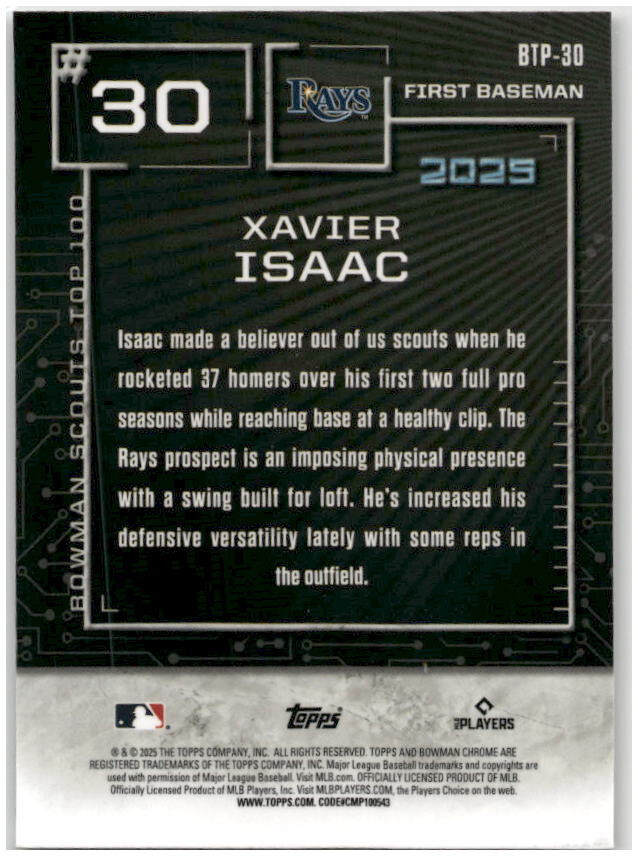 #30
RAYS
TM
BTP-30
FIRST BASEMAN
2025
BOWMAN SCOUTS TOP 100
XAVIER
ISAAC
Isaac made a believer out of us scouts when he
rocketed 37 homers over his first two full pro
seasons while reaching base at a healthy clip. The
Rays prospect is an imposing physical presence
with a swing built for loft. He's increased his
defensive versatility lately with some reps in
the outfield.
topps
MLB PLAYERS
® & © 2025 THE TOPPS COMPANY, INC. ALL RIGHTS RESERVED. TOPPS AND BOWMAN CHROME ARE
REGISTERED TRADEMARKS OF THE TOPPS COMPANY, INC. Major League Baseball trademarks and copyrights are
used with permission of Major League Baseball. Visit MLB.com. OFFICIALLY LICENSED PRODUCT OF MLB.
Officially Licensed Product of MLB Players, Inc. Visit MLBPLAYERS.COM, the Players Choice on the web.
WWW.TOPPS.COM. CODE#CMP100543